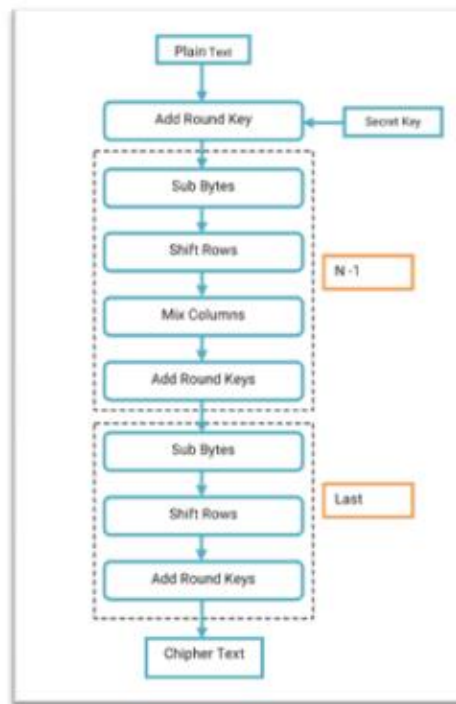 Plain Text
Add Round Key
Secret Key
Sub Bytes
Shift Rows
N -1
Mix Columns
Add Round Keys
Sub Bytes
Last
Shift Rows
Add Round Keys
Chipher Text